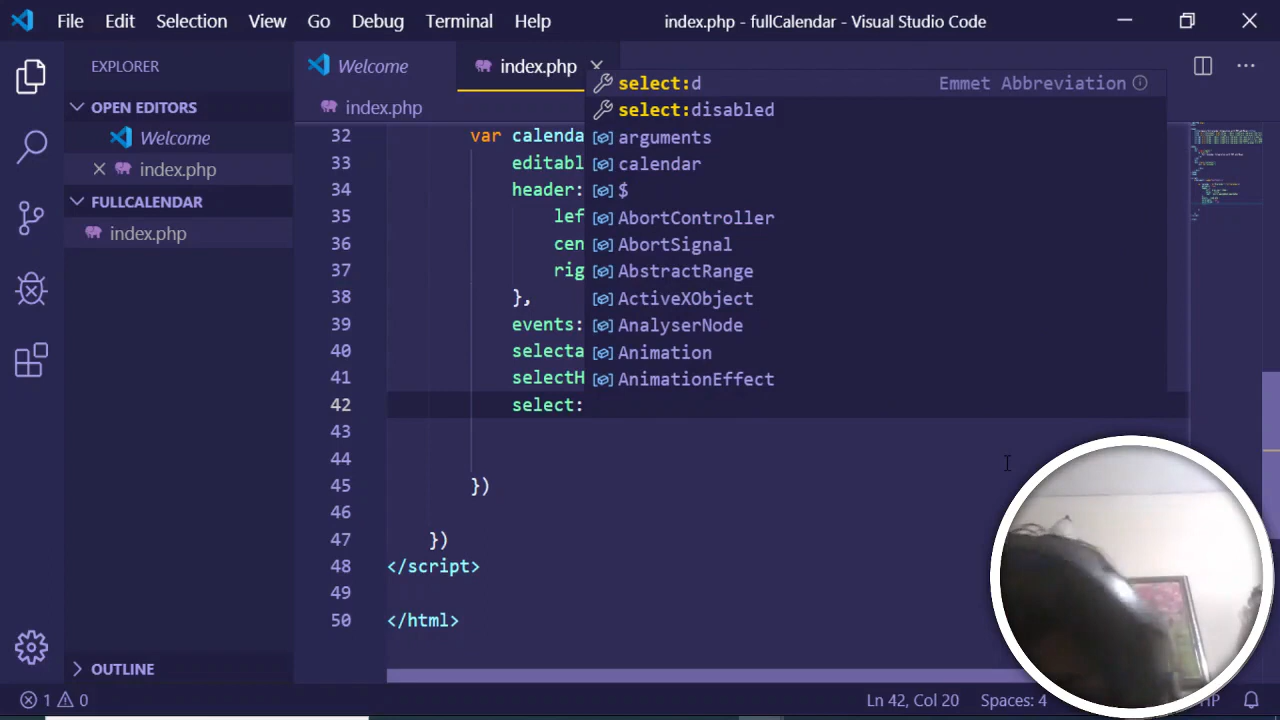 File Edit Selection View Go Debug Terminal Help index.php - fullCalendar - Visual Studio Code
EXPLORER
OPEN EDITORS
Welcome
index.php
FULLCALENDAR
index.php
OUTLINE
Welcome index.php
index.php
32 var calenda
33 editabl
34 header:
35 lef
36 cen
37 rig
38 },
39 events:
40 selecta
41 selectH
42 select:
43
44
45 })
46
47 })
48 </script>
49
50 </html>
select:d Emmet Abbreviation
select:disabled
arguments
calendar
$
AbortController
AbortSignal
AbstractRange
ActiveXObject
AnalyserNode
Animation
AnimationEffect
1 0 Ln 42, Col 20 Spaces: 4 HP